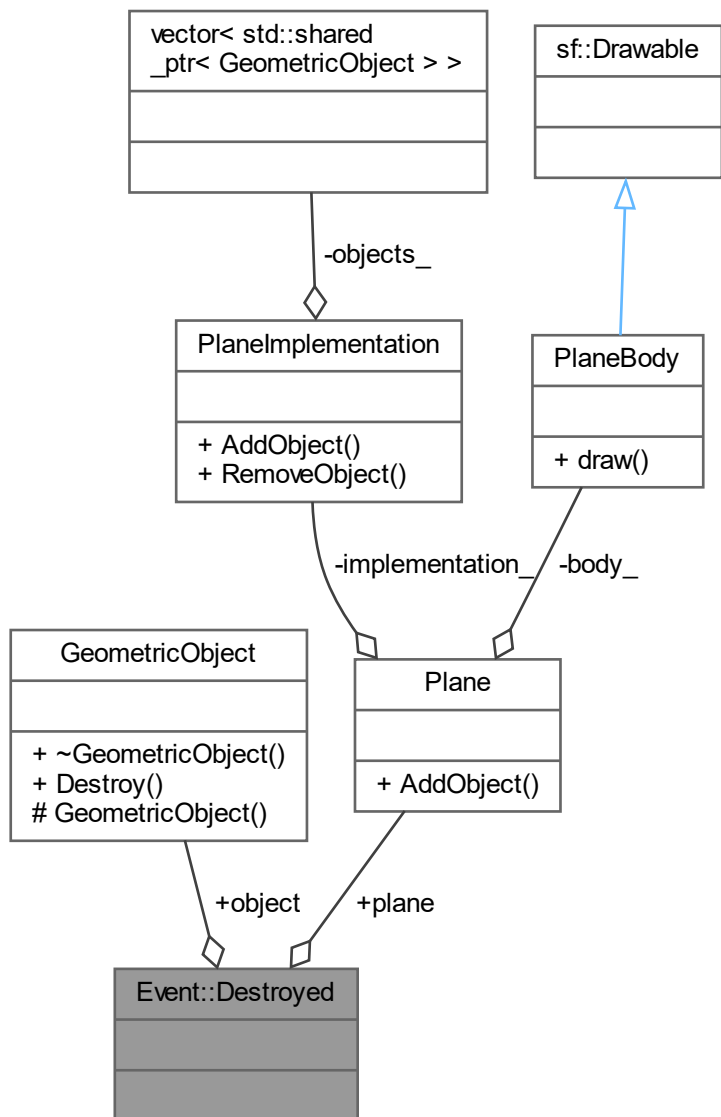 vector< std::shared
_ptr< GeometricObject > >
sf::Drawable
-objects_
PlaneImplementation
+ AddObject()
+ RemoveObject()
PlaneBody
+ draw()
-implementation_
-body_
GeometricObject
+ ~GeometricObject()
+ Destroy()
# GeometricObject()
Plane
+ AddObject()
+object
+plane
Event::Destroyed